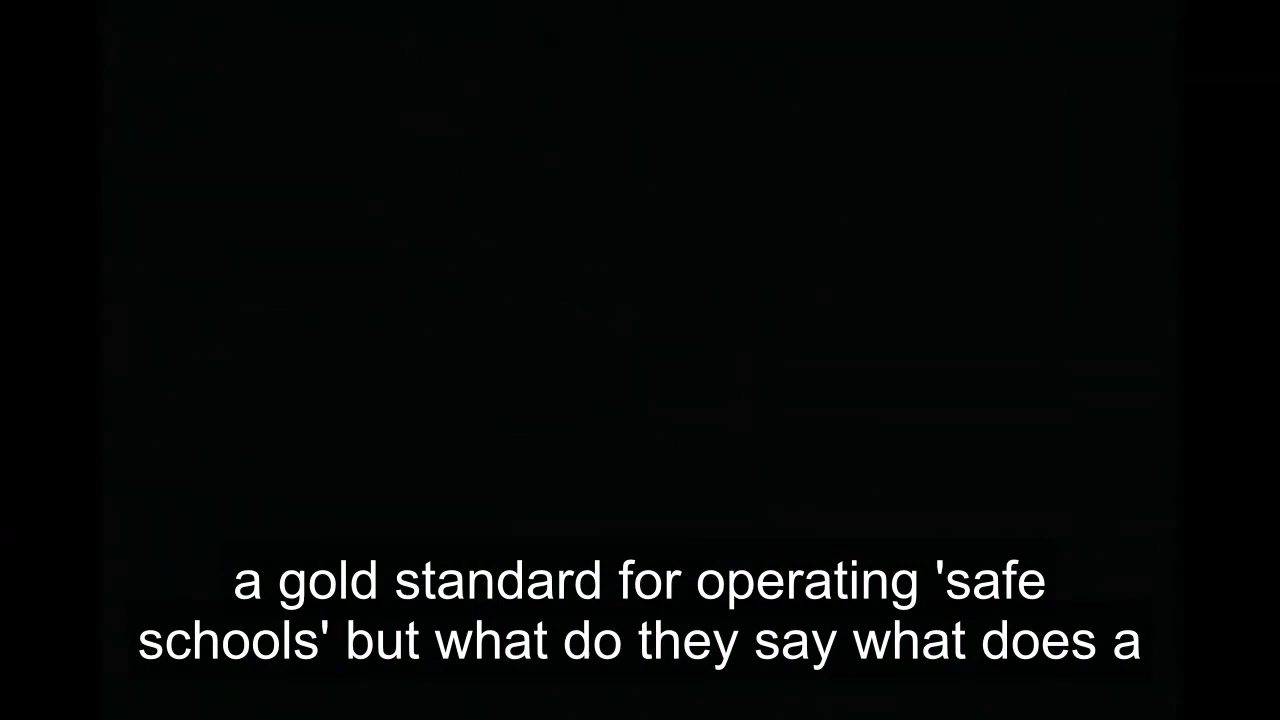 a gold standard for operating 'safe
schools' but what do they say what does a